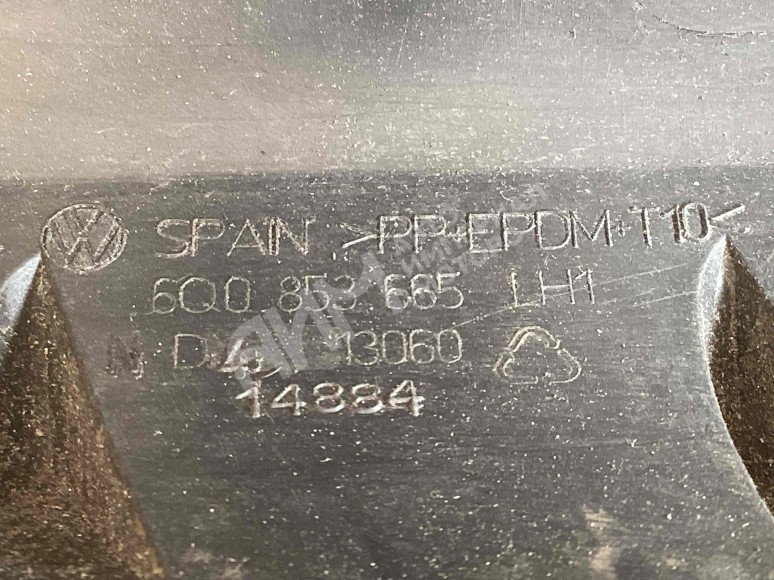 SPAIN >PP+EPDM+T10<
6Q0 853 665 LH1
13060
14884